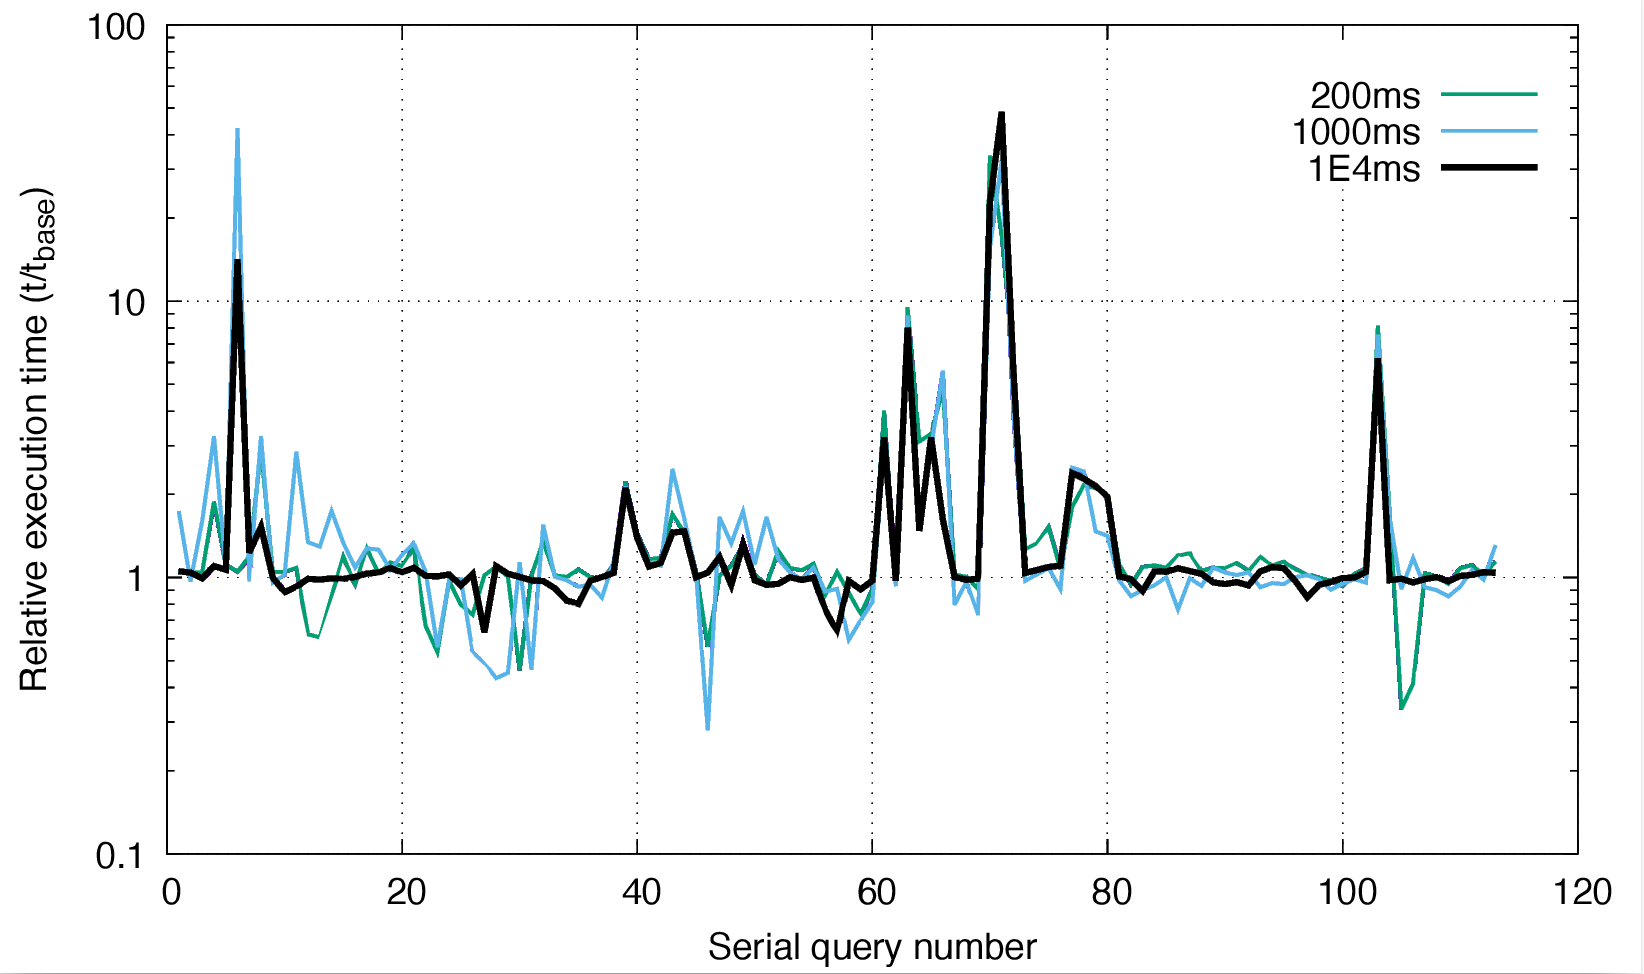 100
10
1
0.1
Relative execution time (t/tbase)
200ms
1000ms
1E4ms
0 20 40 60 80 100 120
Serial query number